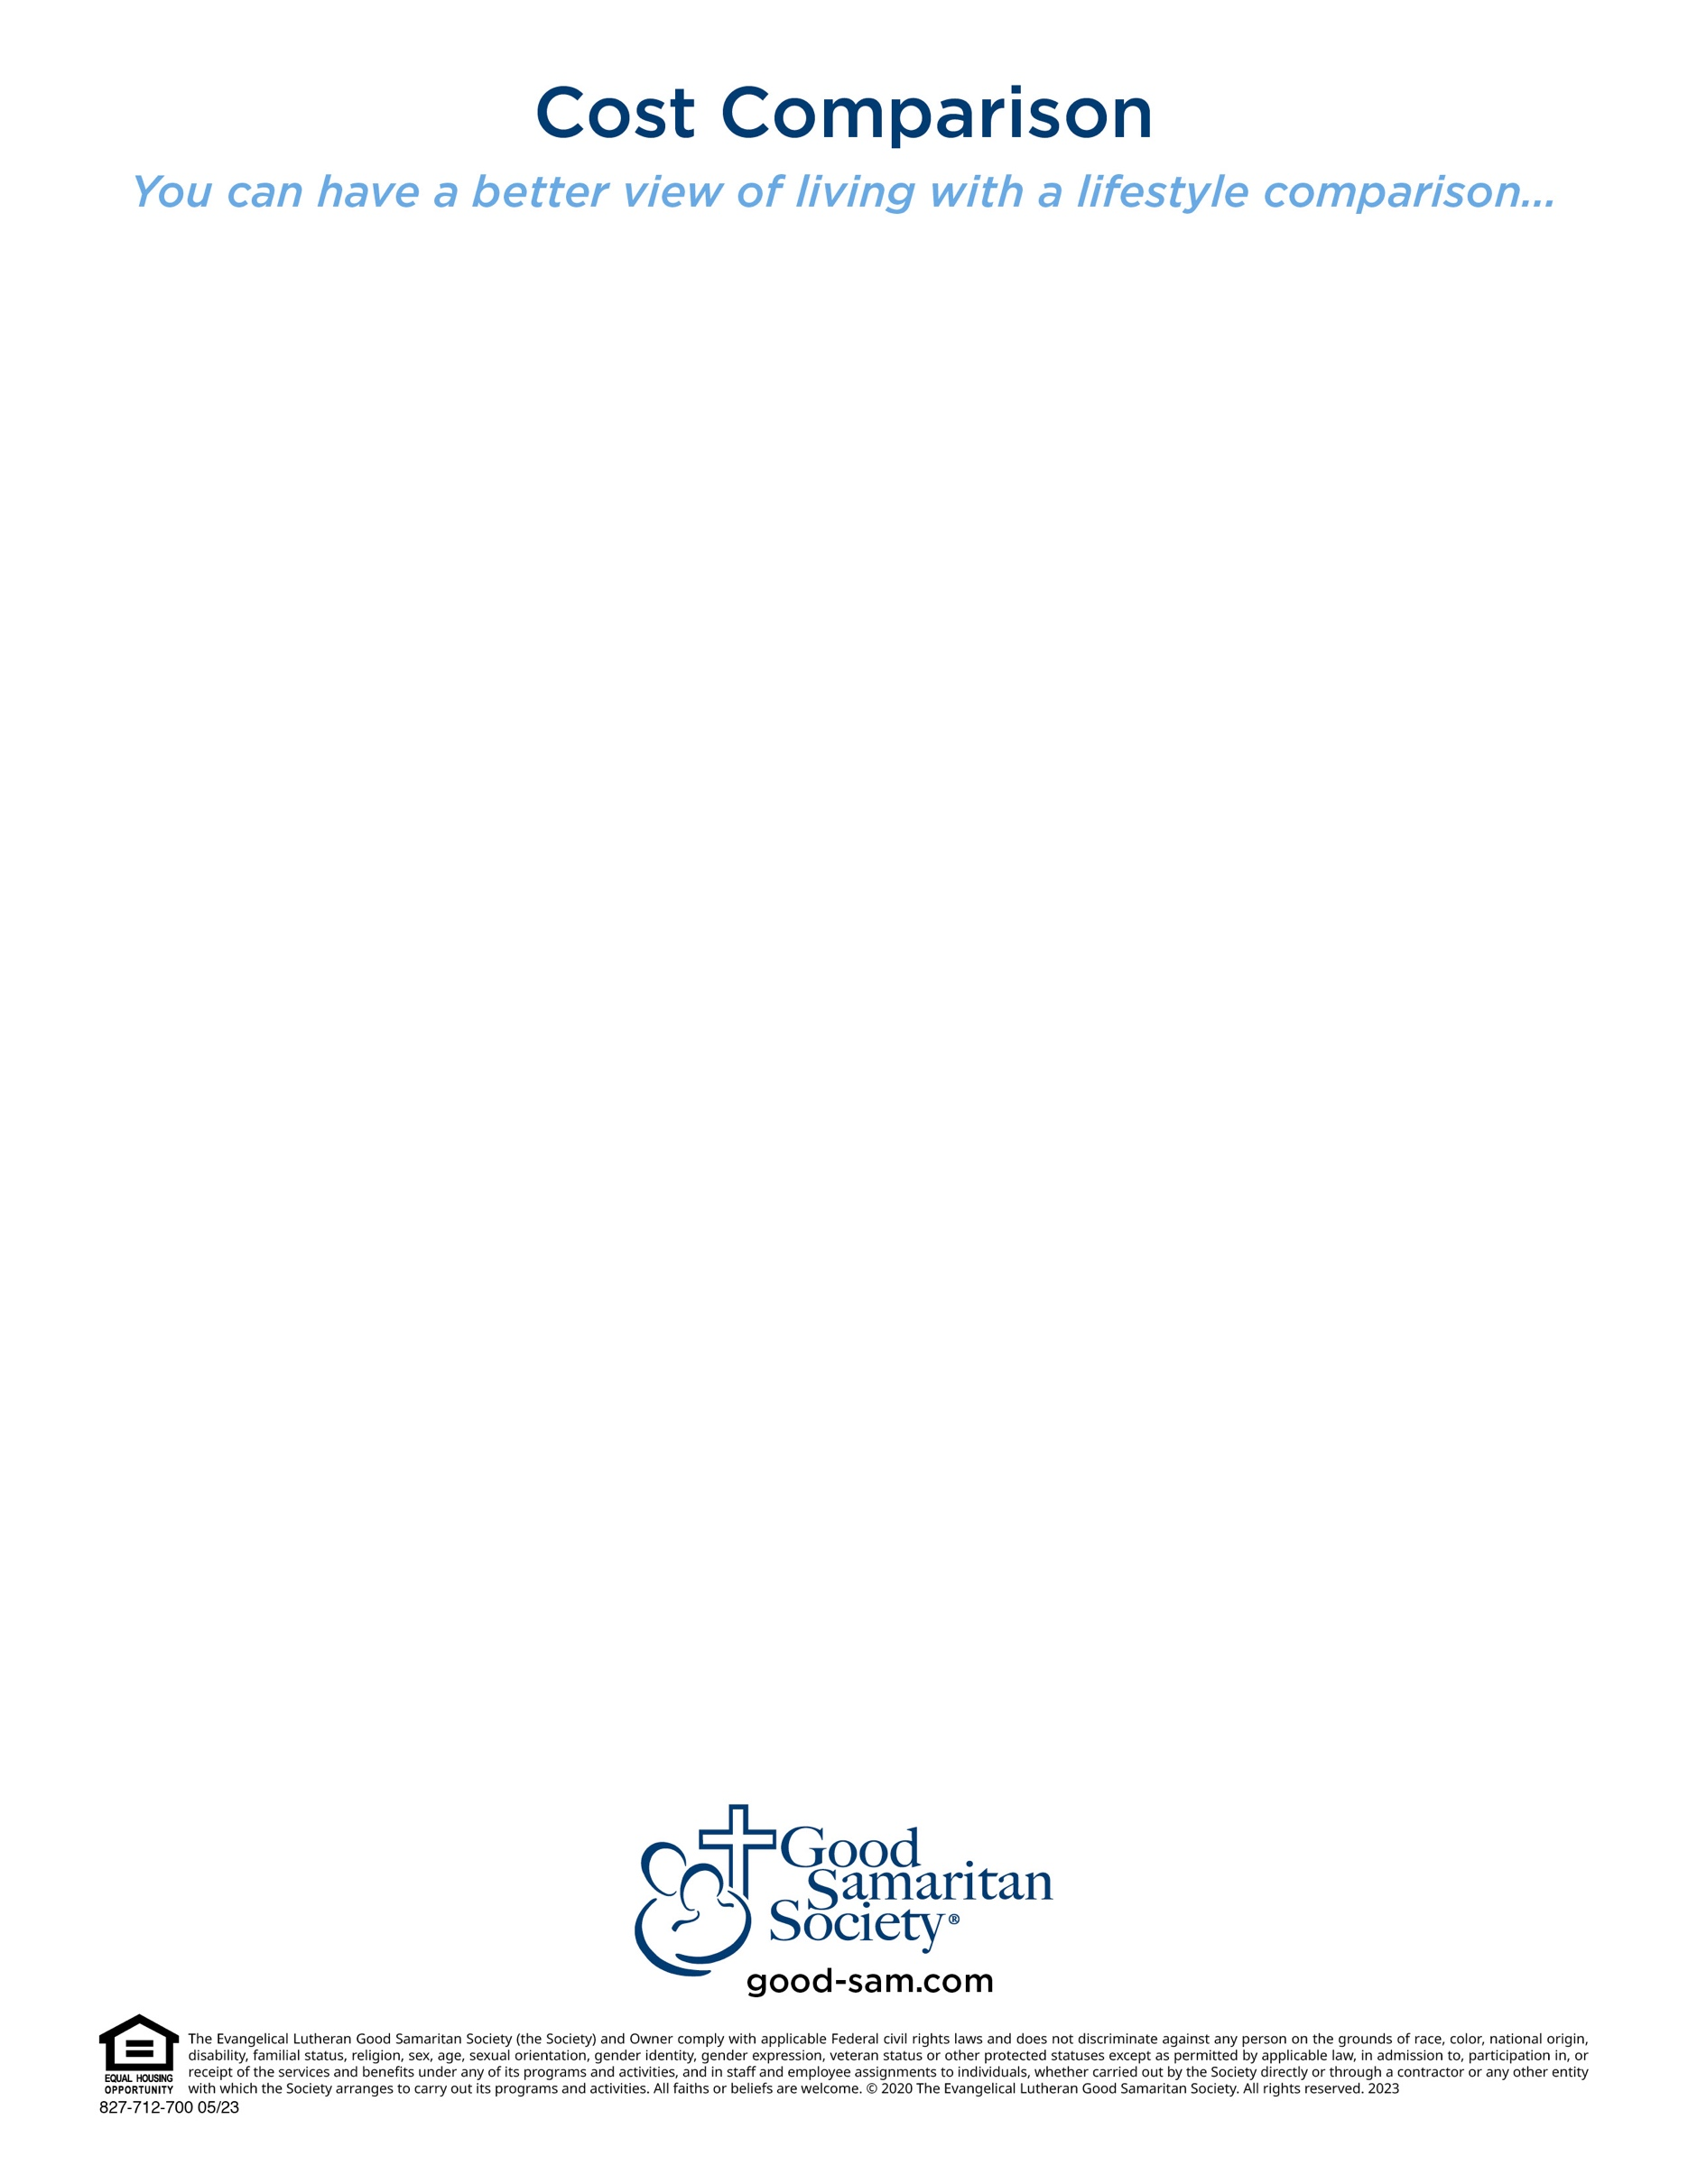 Cost Comparison
You can have a better view of living with a lifestyle comparison...
Good
Samaritan
Society®
good-sam.com
The Evangelical Lutheran Good Samaritan Society (the Society) and Owner comply with applicable Federal civil rights laws and does not discriminate against any person on the grounds of race, color, national origin,
disability, familial status, religion, sex, age, sexual orientation, gender identity, gender expression, veteran status or other protected statuses except as permitted by applicable law, in admission to, participation in, or
receipt of the services and benefits under any of its programs and activities, and in staff and employee assignments to individuals, whether carried out by the Society directly or through a contractor or any other entity
with which the Society arranges to carry out its programs and activities. All faiths or beliefs are welcome. © 2020 The Evangelical Lutheran Good Samaritan Society. All rights reserved. 2023
EQUAL HOUSING
OPPORTUNITY
827-712-700 05/23